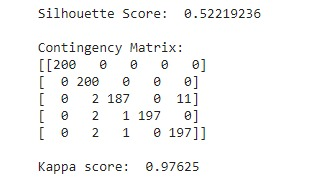 Silhouette Score:  0.52219236
Contingency Matrix:
[[200   0   0   0   0]
[  0 200   0   0   0]
[  0   2 187   0  11]
[  0   2   1 197   0]
[  0   2   1   0 197]]
Kappa score:  0.97625